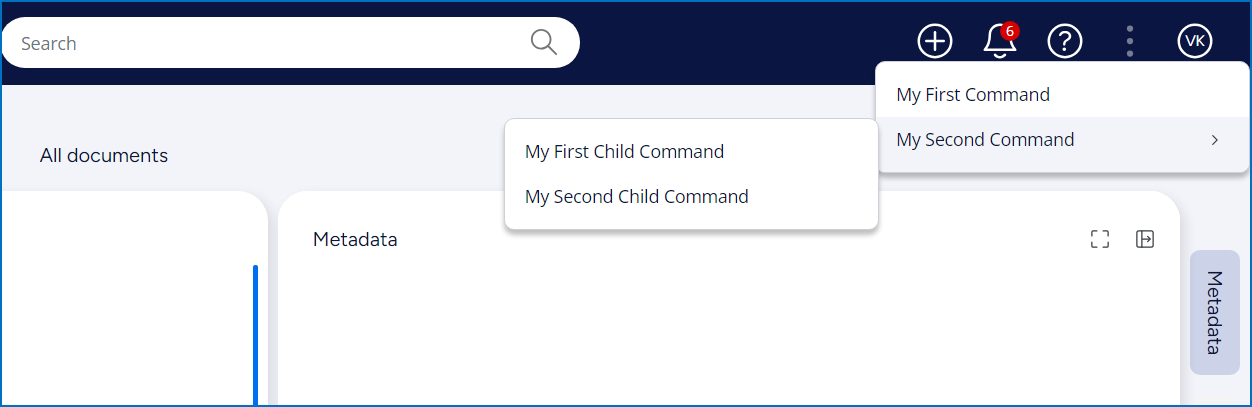 Search
6
VK
My First Command
My Second Command
All documents
My First Child Command
My Second Child Command
Metadata
Metadata